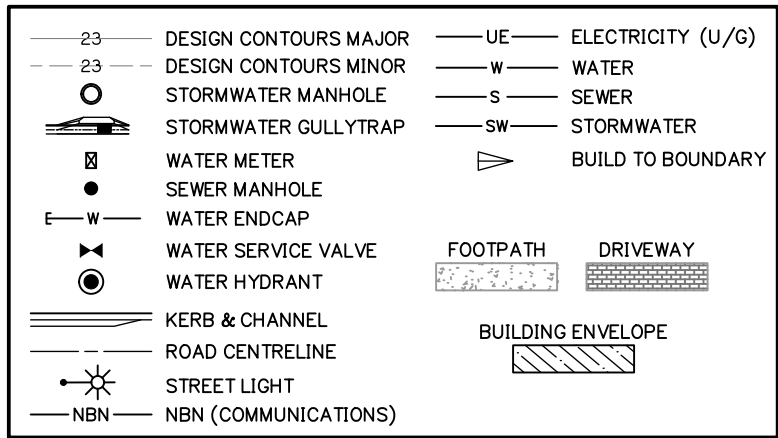 23 DESIGN CONTOURS MAJOR
23 DESIGN CONTOURS MINOR
STORMWATER MANHOLE
STORMWATER GULLYTRAP
WATER METER
SEWER MANHOLE
E W WATER ENDCAP
WATER SERVICE VALVE
WATER HYDRANT
KERB & CHANNEL
ROAD CENTRELINE
STREET LIGHT
NBN NBN (COMMUNICATIONS)
UE ELECTRICITY (U/G)
W WATER
S SEWER
SW STORMWATER
BUILD TO BOUNDARY
FOOTPATH DRIVEWAY
BUILDING ENVELOPE